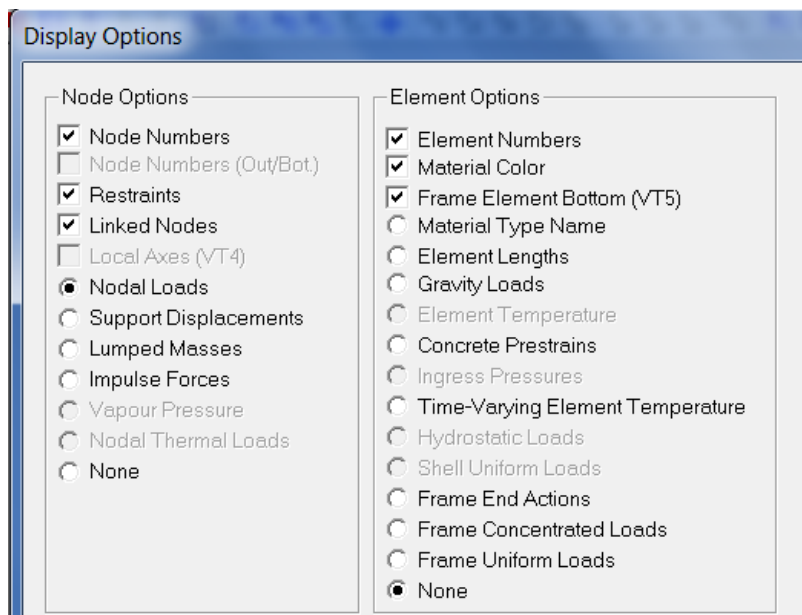 Display Options
Node Options
Node Numbers
Node Numbers (Out/Bot.)
Restraints
Linked Nodes
Local Axes (VT4)
Nodal Loads
Support Displacements
Lumped Masses
Impulse Forces
Vapour Pressure
Nodal Thermal Loads
None
Element Options
Element Numbers
Material Color
Frame Element Bottom (VT5)
Material Type Name
Element Lengths
Gravity Loads
Element Temperature
Concrete Prestrains
Ingress Pressures
Time-Varying Element Temperature
Hydrostatic Loads
Shell Uniform Loads
Frame End Actions
Frame Concentrated Loads
Frame Uniform Loads
None